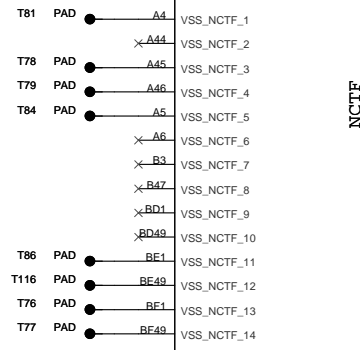 T81 PAD A4 VSS_NCTF_1
A44 VSS_NCTF_2
T78 PAD A45 VSS_NCTF_3
T79 PAD A46 VSS_NCTF_4
T84 PAD A5 VSS_NCTF_5
A6 VSS_NCTF_6
B3 VSS_NCTF_7
B47 VSS_NCTF_8
BD1 VSS_NCTF_9
BD49 VSS_NCTF_10
T86 PAD BE1 VSS_NCTF_11
T116 PAD BE49 VSS_NCTF_12
T76 PAD BF1 VSS_NCTF_13
T77 PAD BF49 VSS_NCTF_14
NCTF